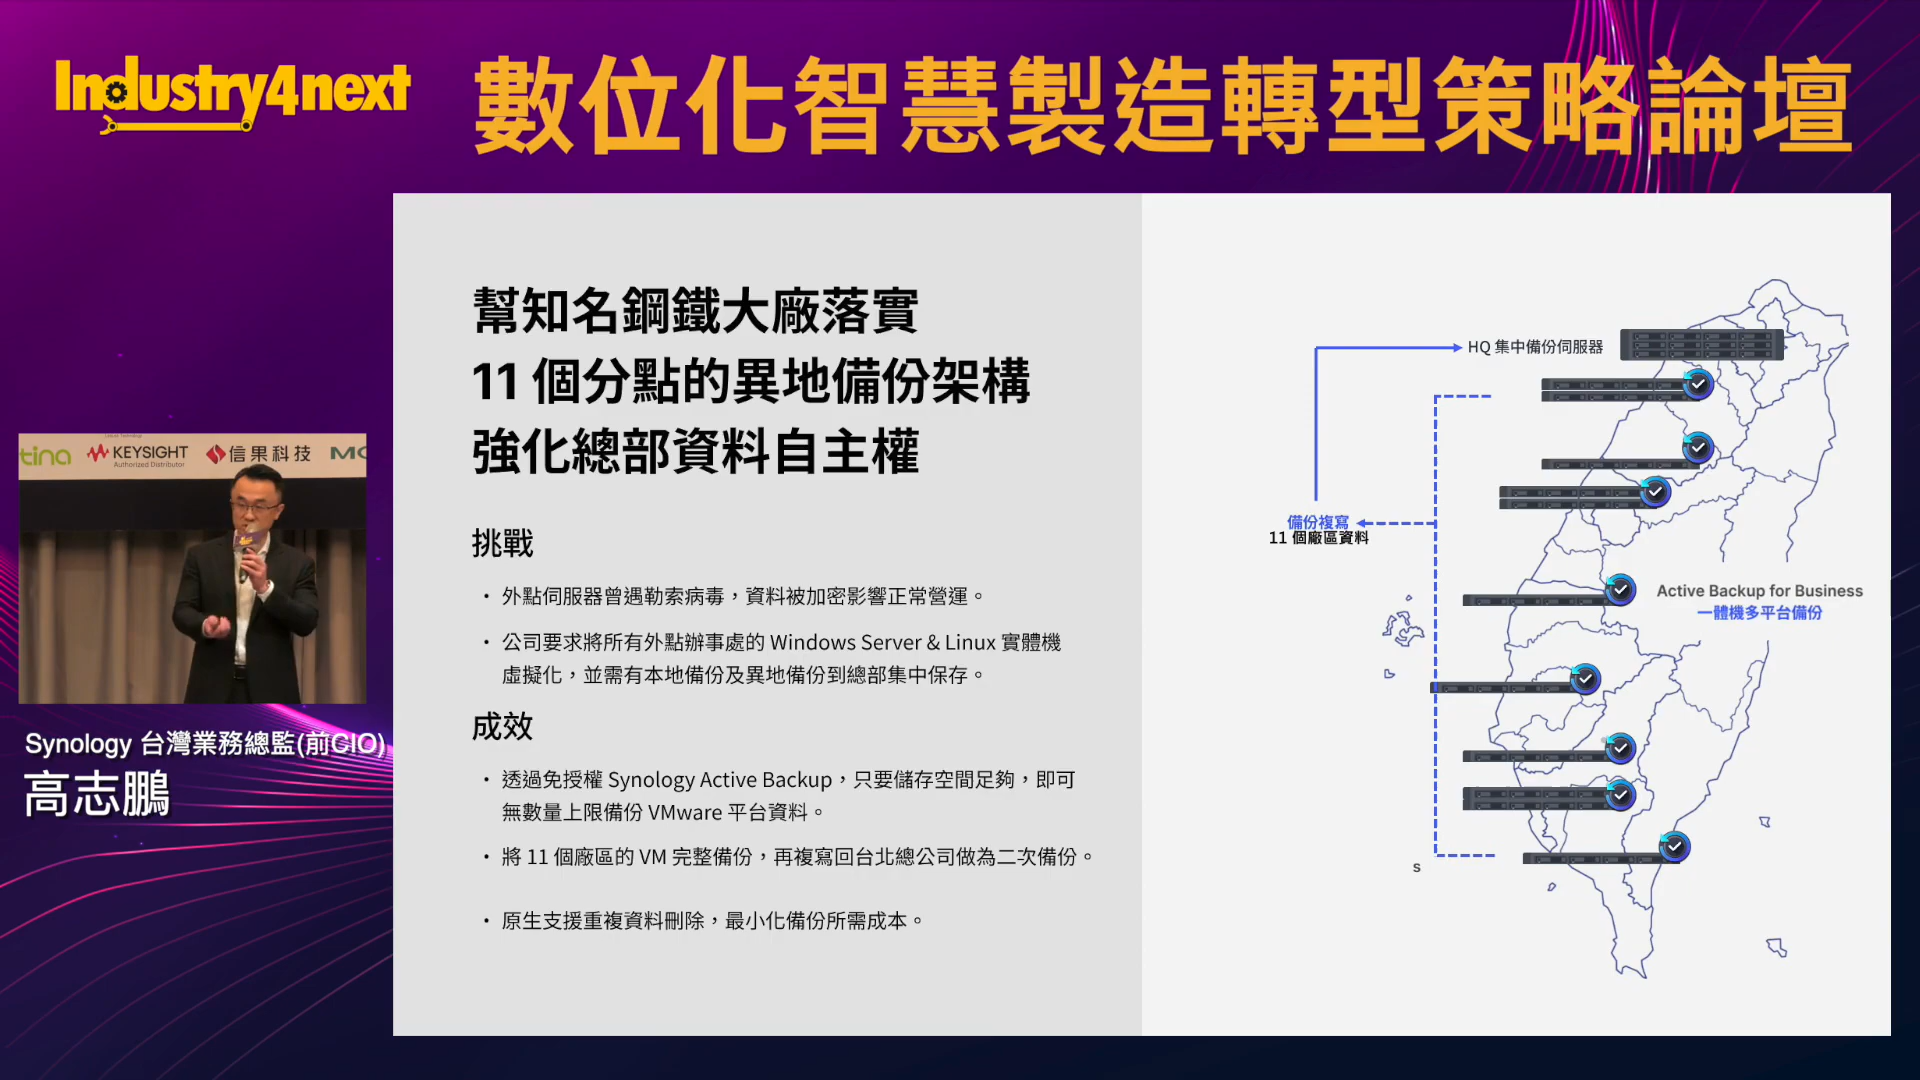 Industry4next
數位化智慧製造轉型策略論壇
幫知名鋼鐵大廠落實
11 個分點的異地備份架構
強化總部資料自主權
挑戰
・外點伺服器曾遇勒索病毒，資料被加密影響正常營運。
・公司要求將所有外點辦事處的 Windows Server & Linux 實體機
虛擬化，並需有本地備份及異地備份到總部集中保存。
成效
・透過免授權 Synology Active Backup，只要儲存空間足夠，即可
無數量上限備份 VMware 平台資料。
・將 11 個廠區的 VM 完整備份，再複寫回台北總公司做為二次備份。
・原生支援重複資料刪除，最小化備份所需成本。
HQ 集中備份伺服器
備份複寫
11 個廠區資料
Active Backup for Business
一體機多平台備份
s
tina
KEYSIGHT
Authorized Distributor
信果科技
Synology 台灣業務總監(前CIO)
高志鵬